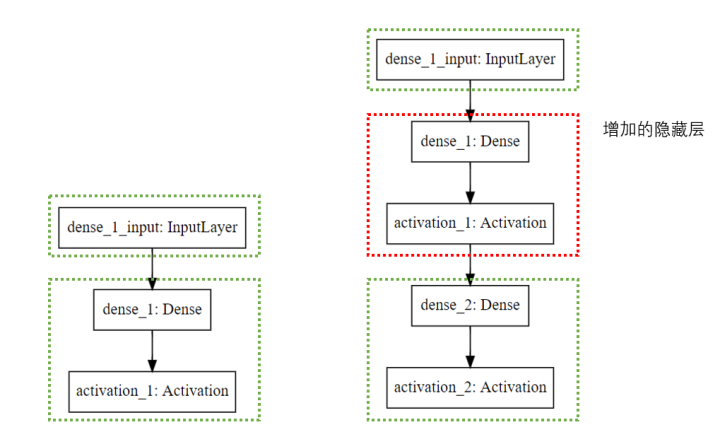 dense_1_input: InputLayer
dense_1: Dense
activation_1: Activation
dense_1_input: InputLayer
dense_1: Dense
activation_1: Activation
dense_2: Dense
activation_2: Activation
增加的隐藏层